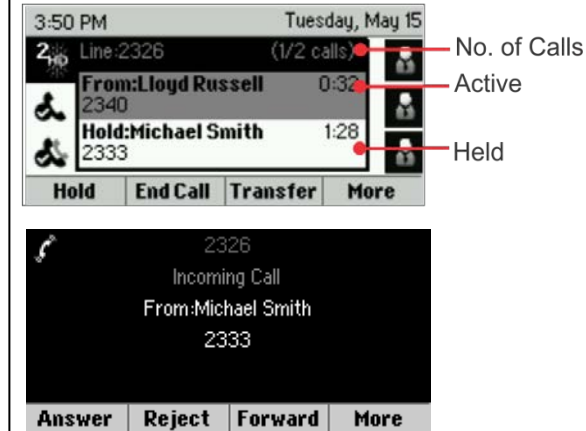 3:50 PM Tuesday, May 15
2HD Line:2326 (1/2 calls) No. of Calls
From:Lloyd Russell 0:32 Active
2340
Hold:Michael Smith 1:28 Held
2333
Hold End Call Transfer More
2326
Incoming Call
From:Michael Smith
2333
Answer Reject Forward More